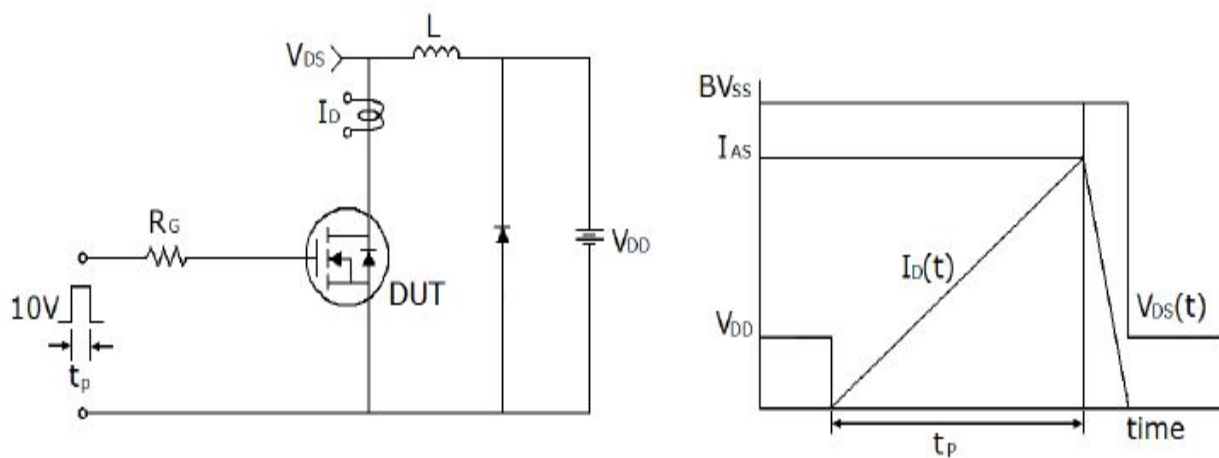 L
VDS
ID
RG
VDD
DUT
10V
tp
BVSS
IAS
ID(t)
VDD
VDS(t)
tp
time